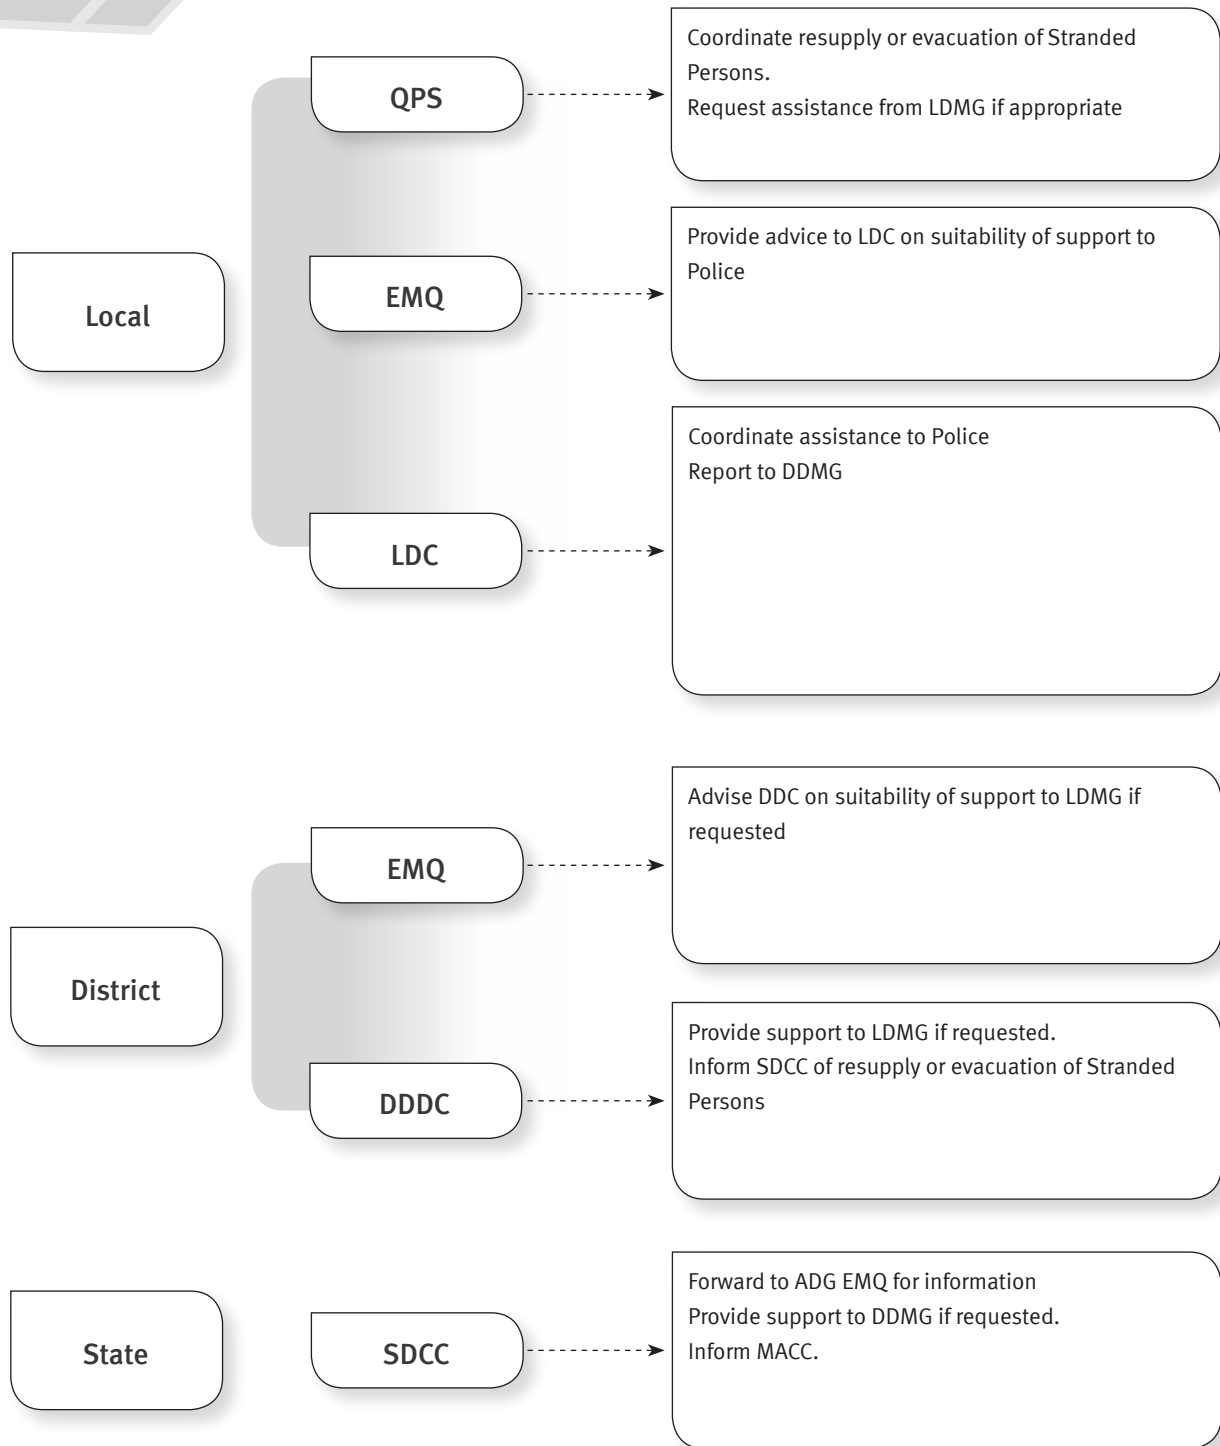 QPS
Coordinate resupply or evacuation of Stranded
Persons.
Request assistance from LDMG if appropriate
Local
EMQ
Provide advice to LDC on suitability of support to
Police
LDC
Coordinate assistance to Police
Report to DDMG
District
EMQ
Advise DDC on suitability of support to LDMG if
requested
DDDC
Provide support to LDMG if requested.
Inform SDCC of resupply or evacuation of Stranded
Persons
State
SDCC
Forward to ADG EMQ for information
Provide support to DDMG if requested.
Inform MACC.